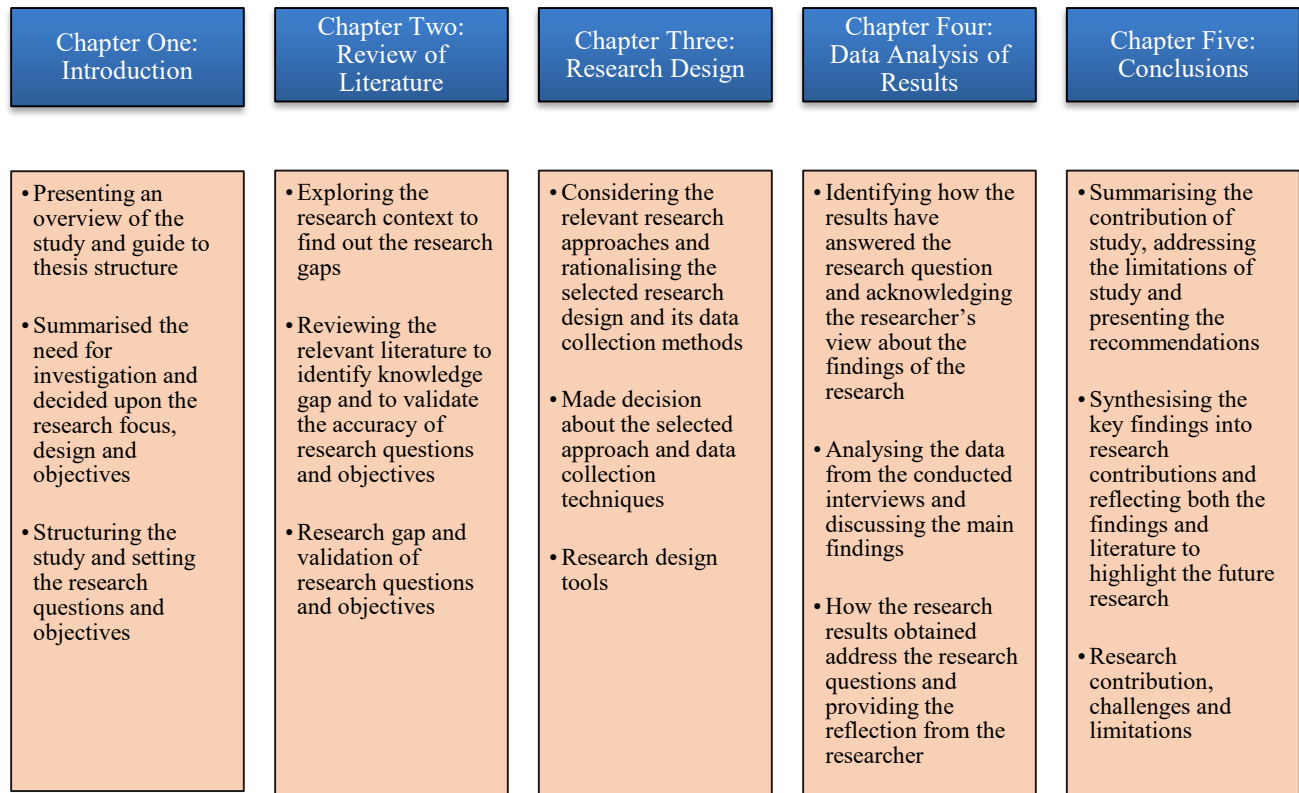 Chapter One:
Introduction
Chapter Two:
Review of
Literature
Chapter Three:
Research Design
Chapter Four:
Data Analysis of
Results
Chapter Five:
Conclusions
• Presenting an
overview of the
study and guide to
thesis structure
• Summarised the
need for
investigation and
decided upon the
research focus,
design and
objectives
• Structuring the
study and setting
the research
questions and
objectives
• Exploring the
research context to
find out the research
gaps
• Reviewing the
relevant literature to
identify knowledge
gap and to validate
the accuracy of
research questions
and objectives
• Research gap and
validation of
research questions
and objectives
• Considering the
relevant research
approaches and
rationalising the
selected research
design and its data
collection methods
• Made decision
about the selected
approach and data
collection
techniques
• Research design
tools
• Identifying how the
results have
answered the
research question
and acknowledging
the researcher’s
view about the
findings of the
research
• Analysing the data
from the conducted
interviews and
discussing the main
findings
• How the research
results obtained
address the research
questions and
providing the
reflection from the
researcher
• Summarising the
contribution of
study, addressing
the limitations of
study and
presenting the
recommendations
• Synthesising the
key findings into
research
contributions and
reflecting both the
findings and
literature to
highlight the future
research
• Research
contribution,
challenges and
limitations